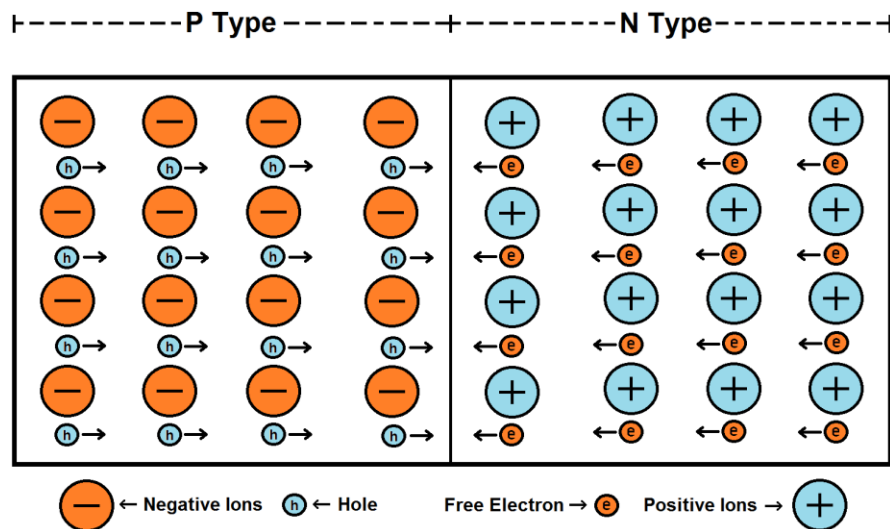 P Type N Type
− − − − + + + +
h h h h e e e e
− − − − + + + +
h h h h e e e e
− − − − + + + +
h h h h e e e e
− − − − + + + +
h h h h e e e e
− ← Negative Ions h ← Hole Free Electron → e Positive Ions → +